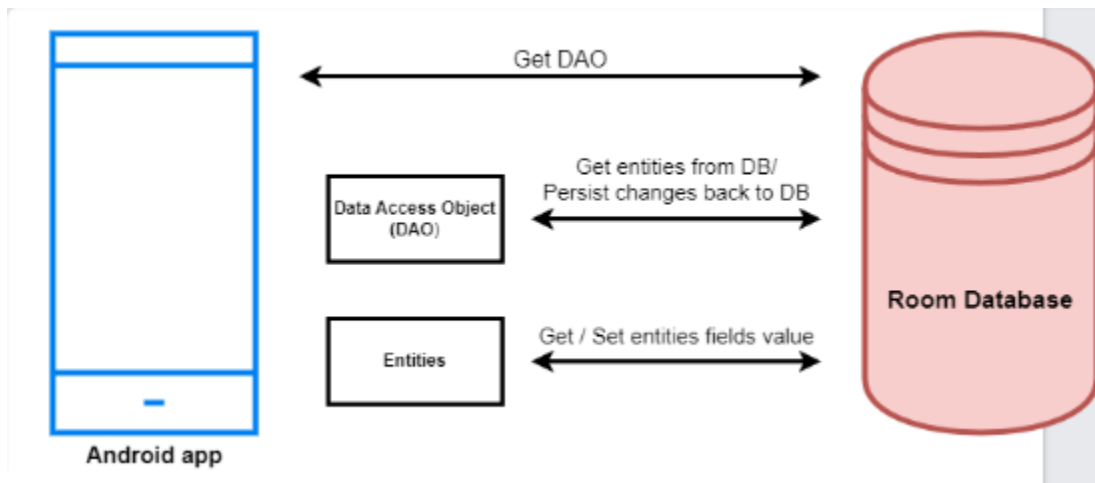 Get DAO
Get entities from DB/
Persist changes back to DB
Data Access Object
(DAO)
Room Database
Get / Set entities fields value
Entities
Android app